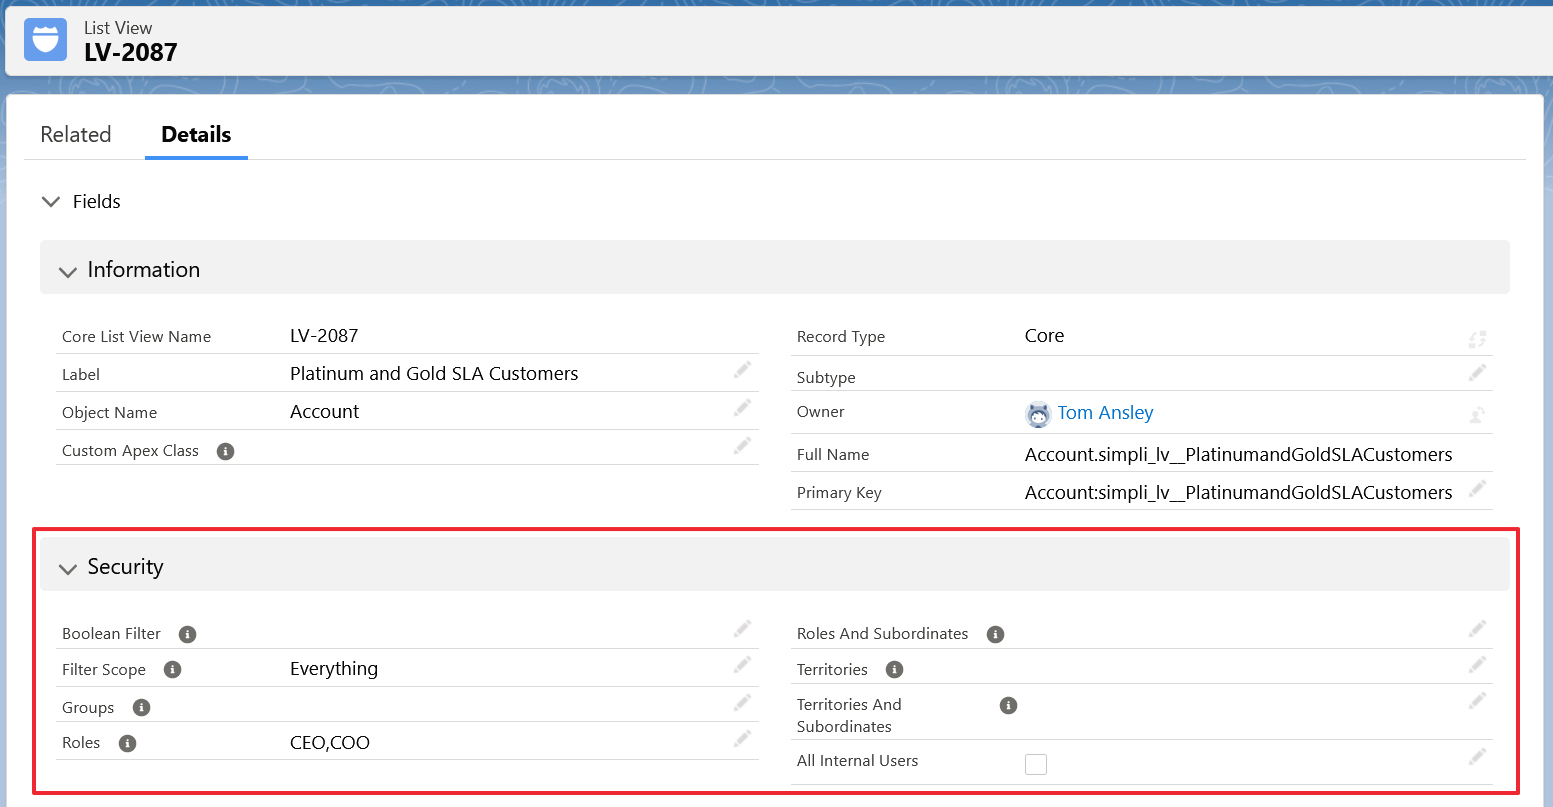 List View
LV-2087
Related
Details
Fields
Information
Core List View Name LV-2087
Label Platinum and Gold SLA Customers
Object Name Account
Custom Apex Class
Record Type Core
Subtype
Owner Tom Ansley
Full Name Account.simpli_lv__PlatinumandGoldSLACustomers
Primary Key Account:simpli_lv__PlatinumandGoldSLACustomers
Security
Boolean Filter
Filter Scope Everything
Groups
Roles CEO,COO
Roles And Subordinates
Territories
Territories And
Subordinates
All Internal Users